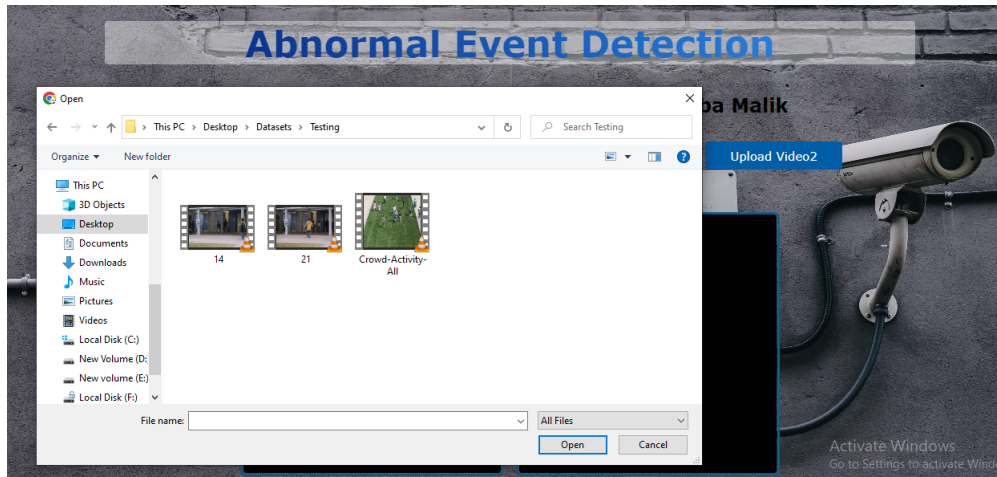 Abnormal Event Detection
Open
ba Malik
This PC > Desktop > Datasets > Testing
Search Testing
Organize
New folder
Upload Video2
This PC
3D Objects
Desktop
Documents
Downloads
Music
Pictures
Videos
Local Disk (C:)
New Volume (D:
New volume (E:)
Local Disk (F:)
14
21
Crowd-Activity-
All
File name:
All Files
Open
Cancel
Activate Windows
Go to Settings to activate Wind